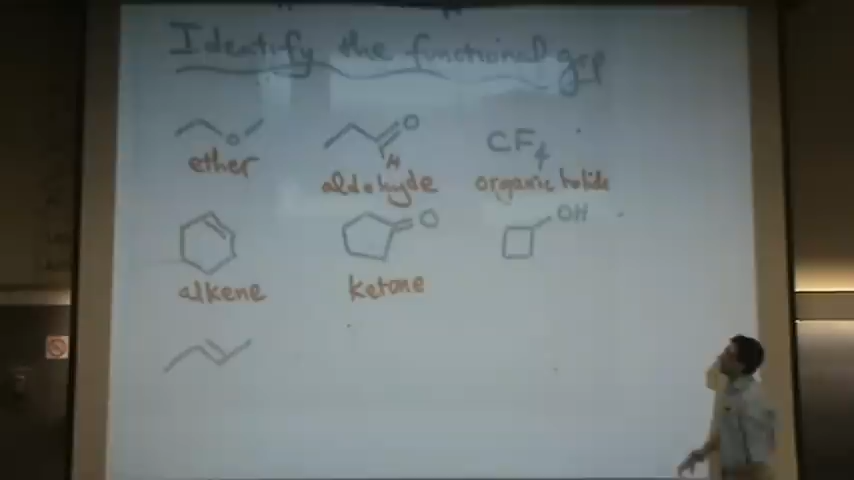 Identify the functional grp
O
O
H
CF4
ether
aldehyde
organic halide
O
OH
alkene
ketone